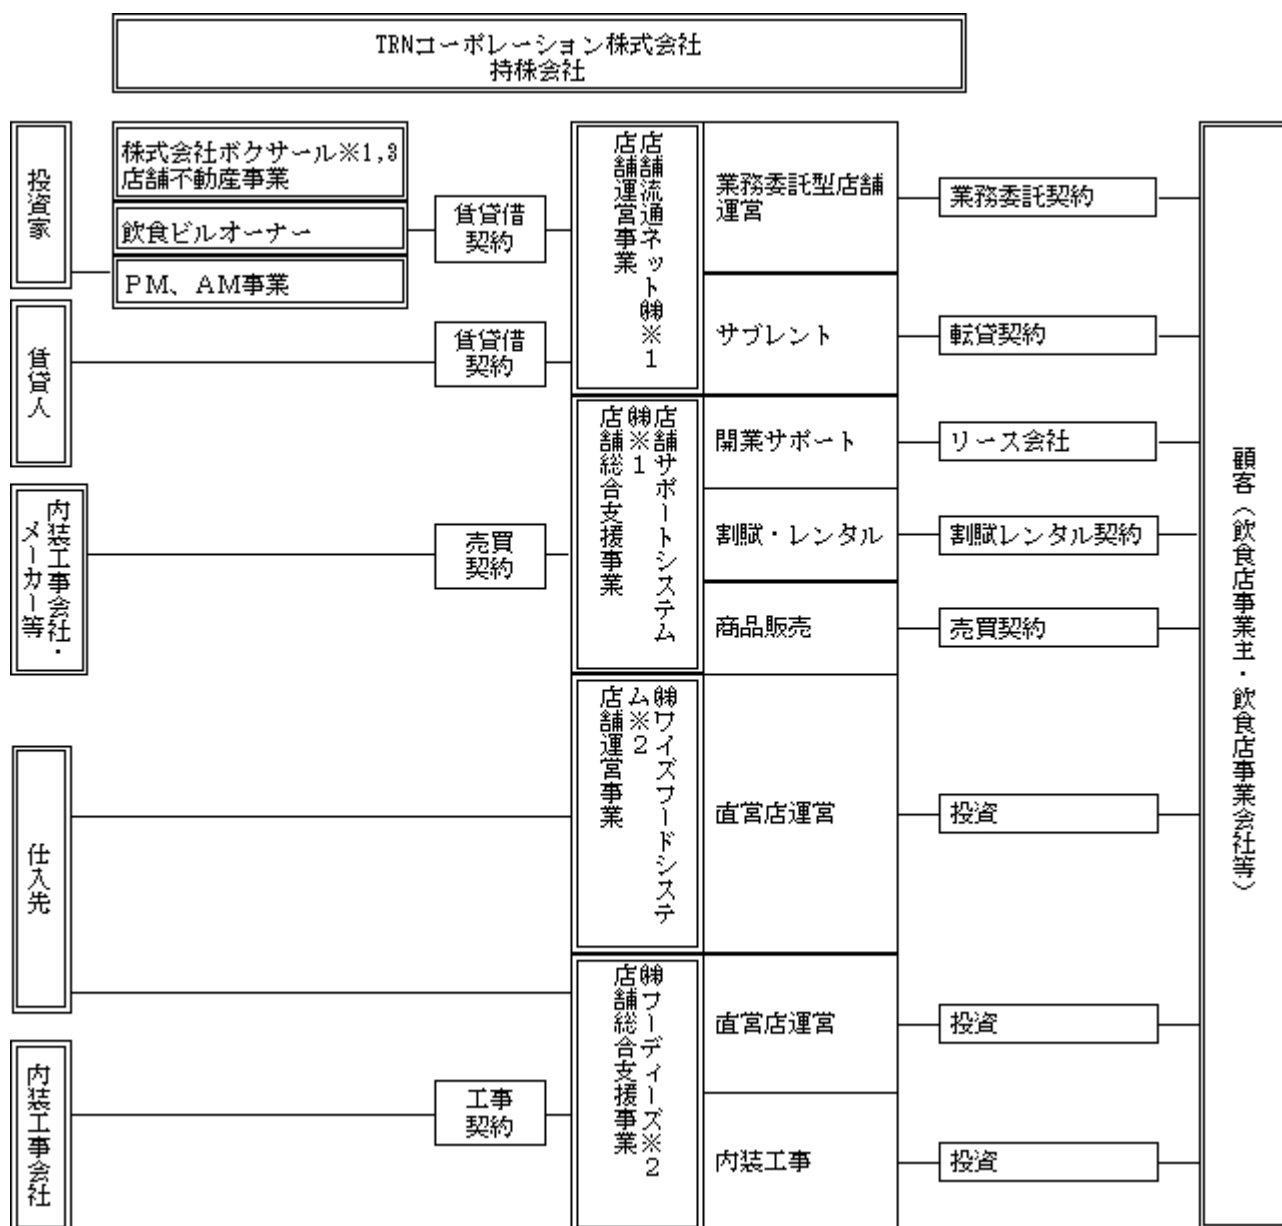 TRNコーポレーション株式会社
持株会社
投資家
株式会社ボクサール※1,3
店舗不動産事業
飲食ビルオーナー
PM、AM事業
賃貸借
契約
店舗流通ネット㈱※1
店舗運営事業
業務委託型店舗
運営
業務委託契約
賃貸人
賃貸借
契約
サブレント
転貸契約
内装工事会社・
メーカー等
売買
契約
店舗サポートシステム
㈱※1
店舗総合支援事業
開業サポート
リース会社
割賦・レンタル
割賦レンタル契約
商品販売
売買契約
仕入先
㈱ワイズフードシステ
ム※2
店舗運営事業
直営店運営
投資
内装工事会社
工事
契約
㈱フーディーズ※2
店舗総合支援事業
直営店運営
投資
内装工事
投資
顧客（飲食店事業主・飲食店事業会社等）